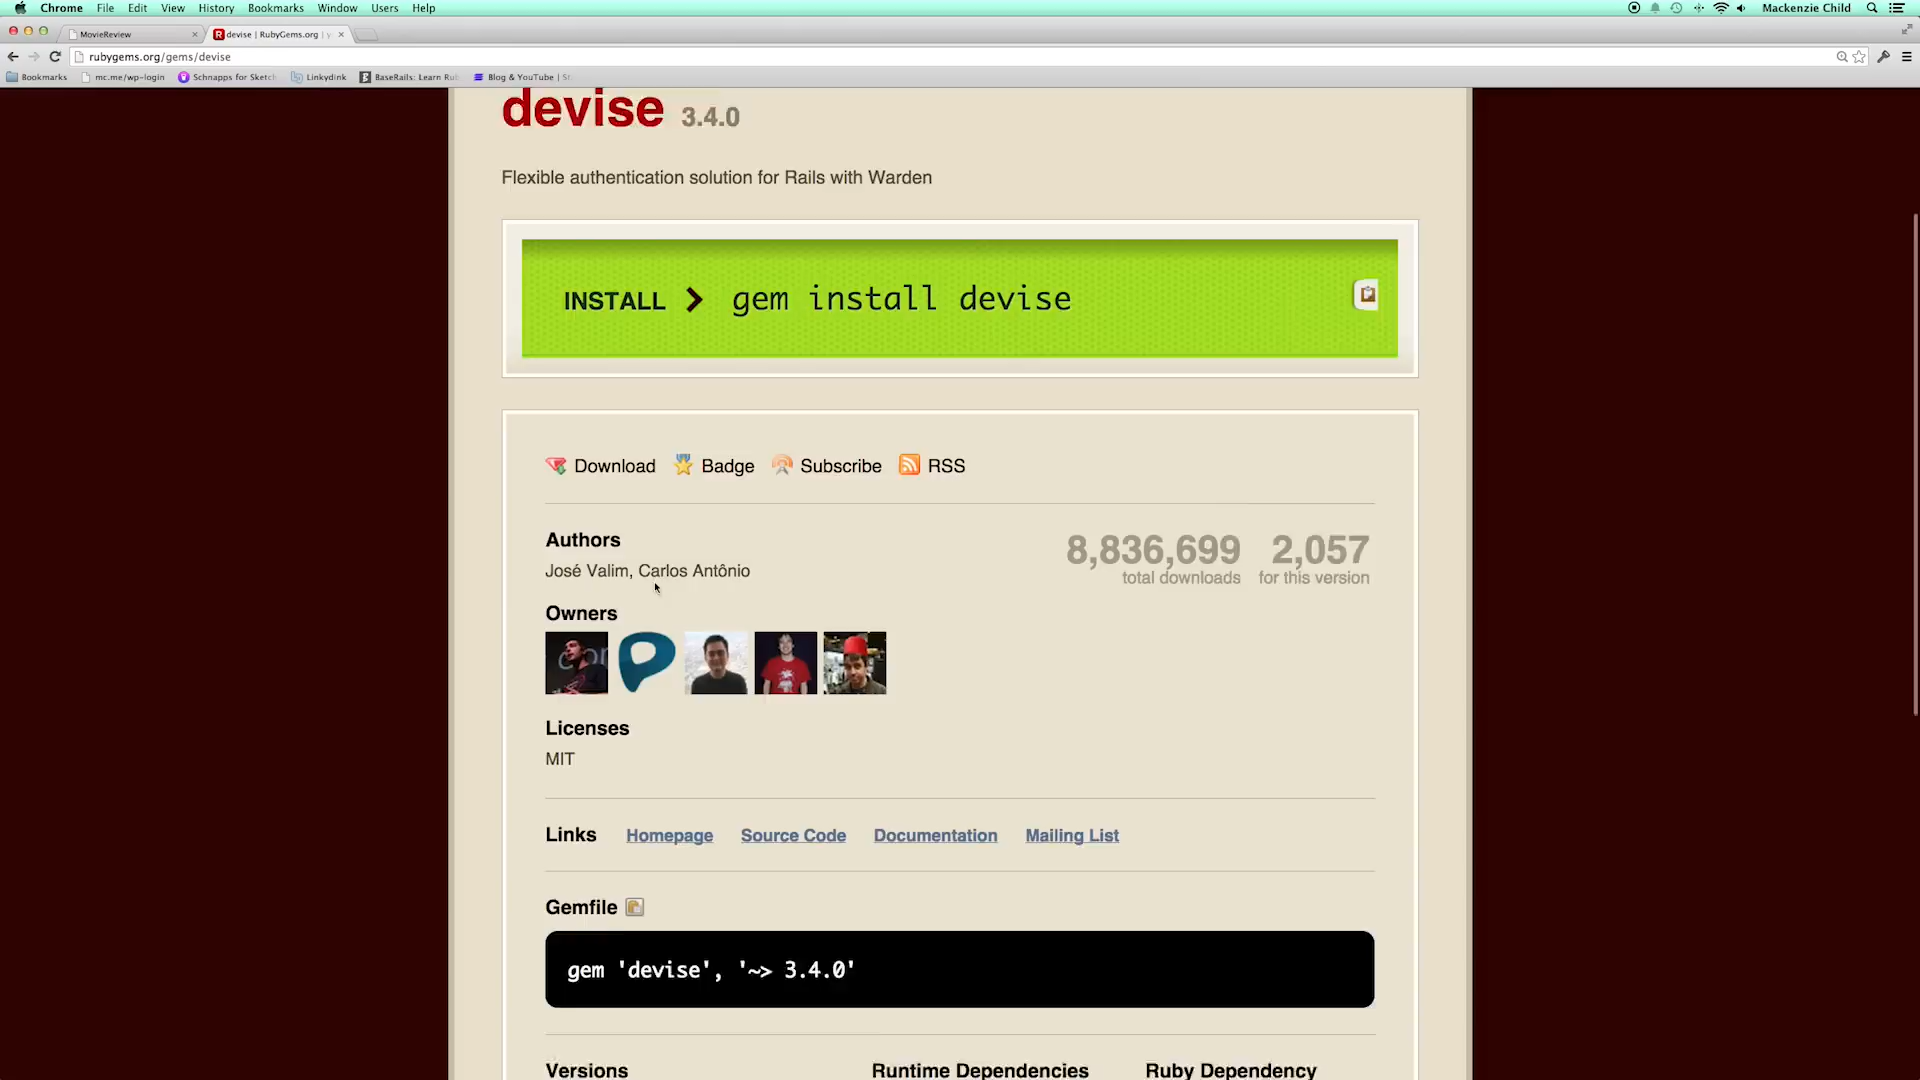 Chrome File Edit View History Bookmarks Window Users Help Mackenzie Child
MovieReview
devise | RubyGems.org | y
rubygems.org/gems/devise
Bookmarks mc.me/wp-login Schnapps for Sketch Linkydink BaseRails: Learn Rub Blog & YouTube | St
devise 3.4.0
Flexible authentication solution for Rails with Warden
INSTALL gem install devise
Download Badge Subscribe RSS
Authors
José Valim, Carlos Antônio
8,836,699 2,057
total downloads for this version
Owners
Licenses
MIT
Links Homepage Source Code Documentation Mailing List
Gemfile
gem 'devise', '~> 3.4.0'
Versions Runtime Dependencies Ruby Dependency